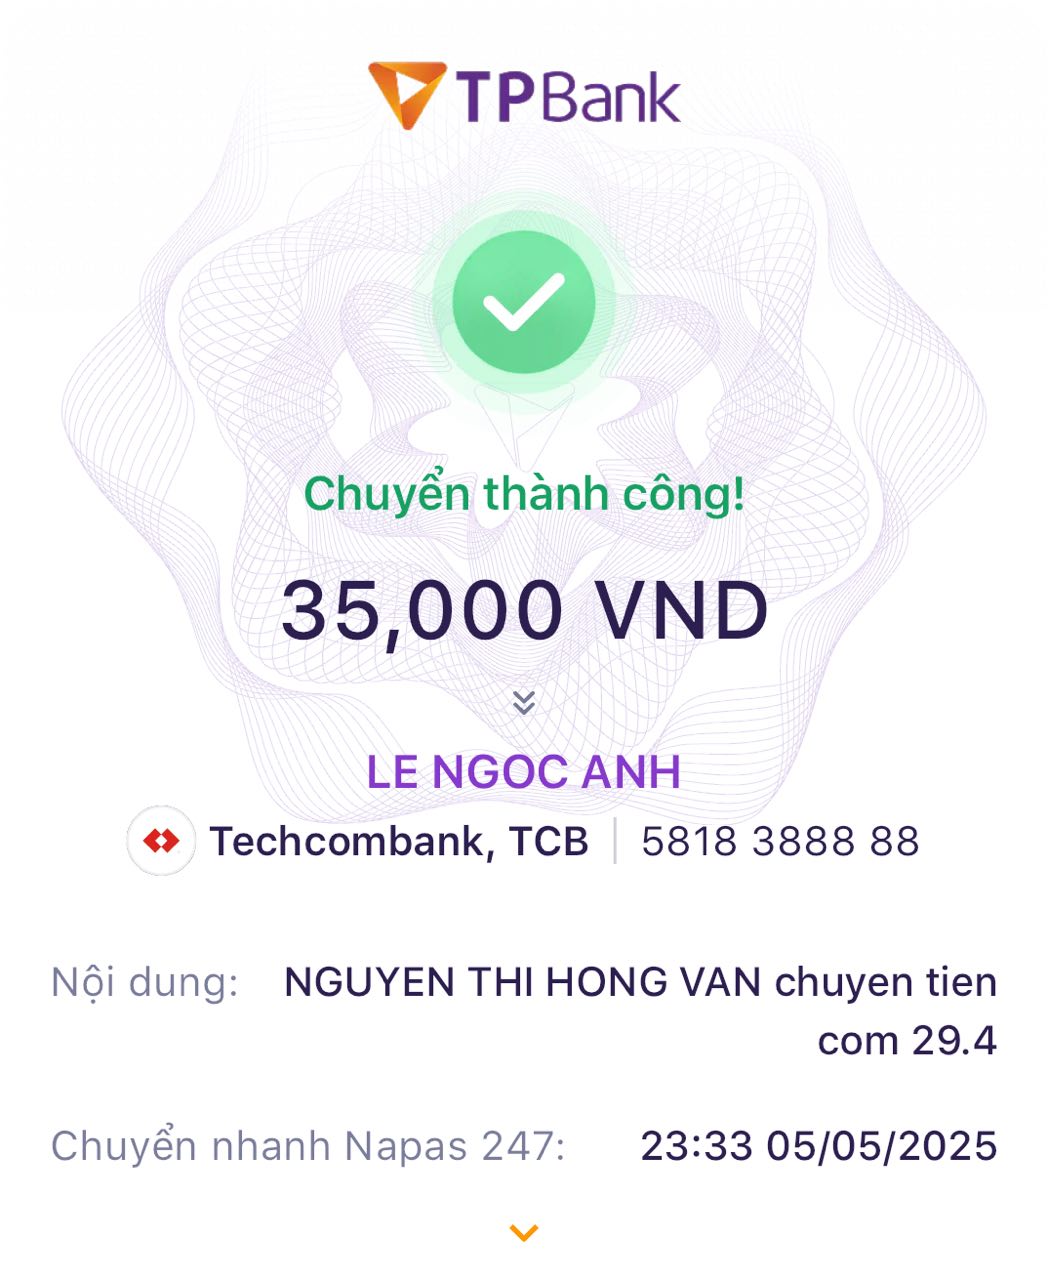 TPBank
Chuyển thành công!
35,000 VND
LE NGOC ANH
Techcombank, TCB | 5818 3888 88
Nội dung: NGUYEN THI HONG VAN chuyen tien
com 29.4
Chuyển nhanh Napas 247: 23:33 05/05/2025